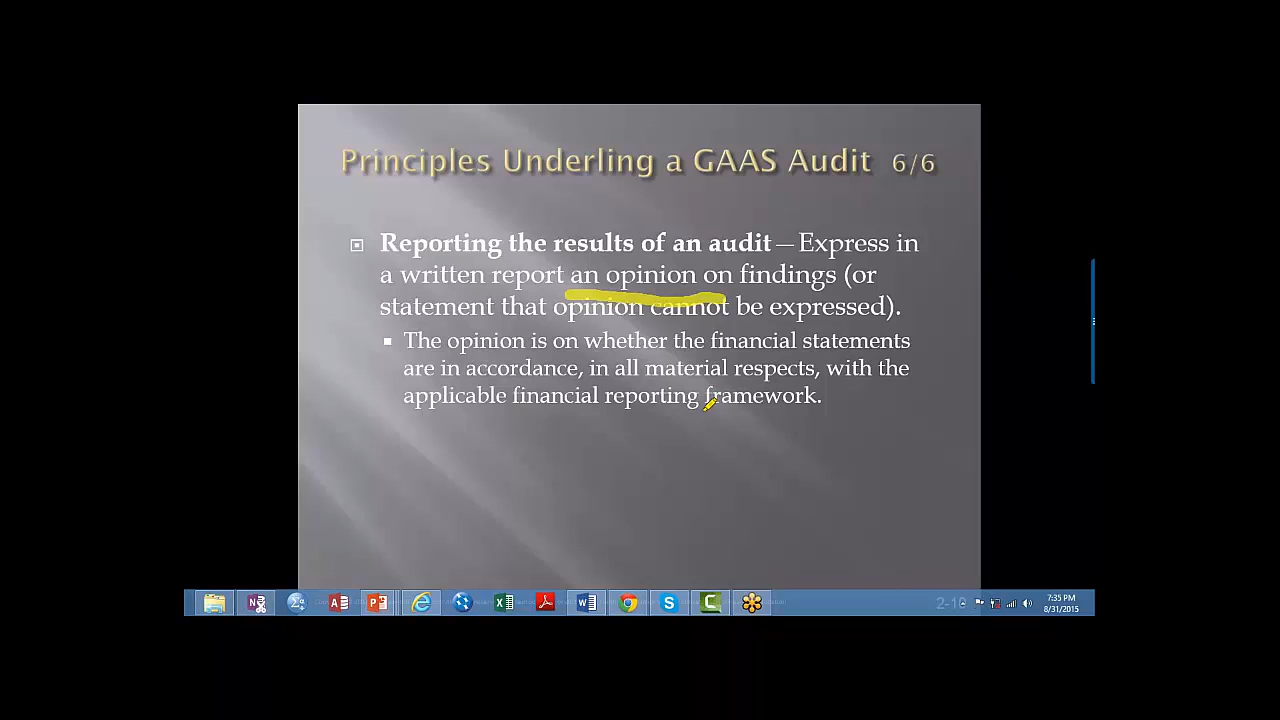 Principles Underling a GAAS Audit 6/6
Reporting the results of an audit—Express in
a written report an opinion on findings (or
statement that opinion cannot be expressed).
The opinion is on whether the financial statements
are in accordance, in all material respects, with the
applicable financial reporting framework.
7:35 PM
8/31/2015